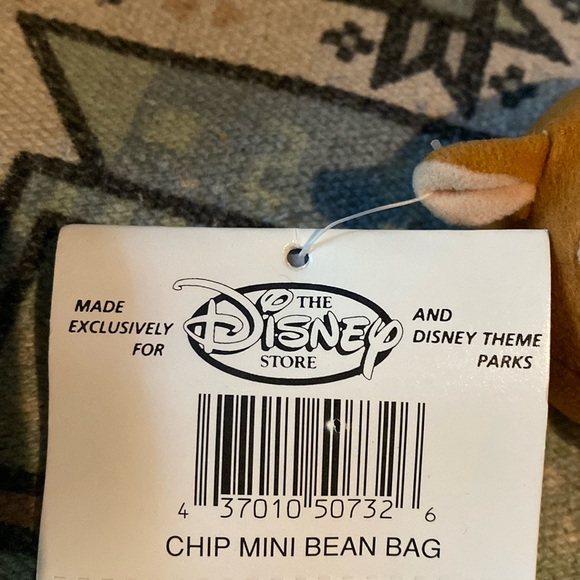 MADE
EXCLUSIVELY
FOR
THE
Disney
STORE
AND
DISNEY THEME
PARKS
4 37010 50732 6
CHIP MINI BEAN BAG